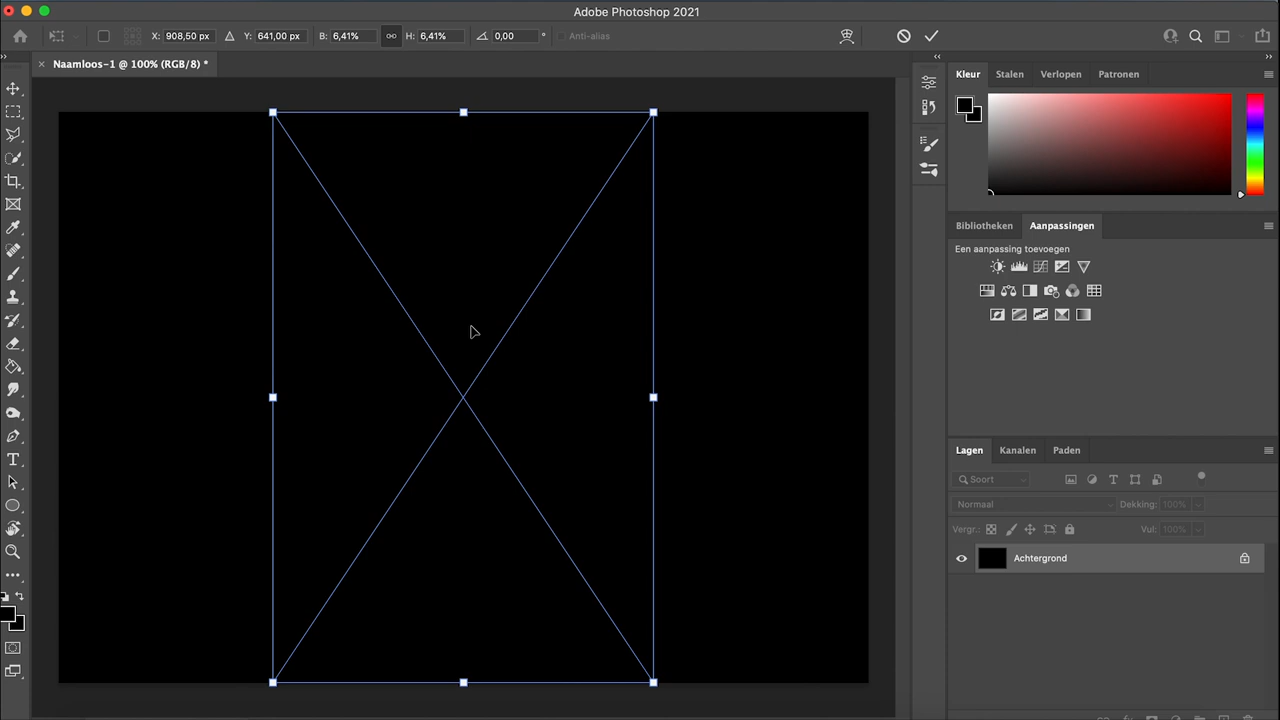 Adobe Photoshop 2021
X: 908,50 px Y: 641,00 px B: 6,41% H: 6,41% 0,00 ° Anti-alias
Naamloos-1 @ 100% (RGB/8) *
Kleur Stalen Verlopen Patronen
Bibliotheken Aanpassingen
Een aanpassing toevoegen
Lagen Kanalen Paden
Soort
Normaal Dekking: 100%
Vergr.: Vul: 100%
Achtergrond